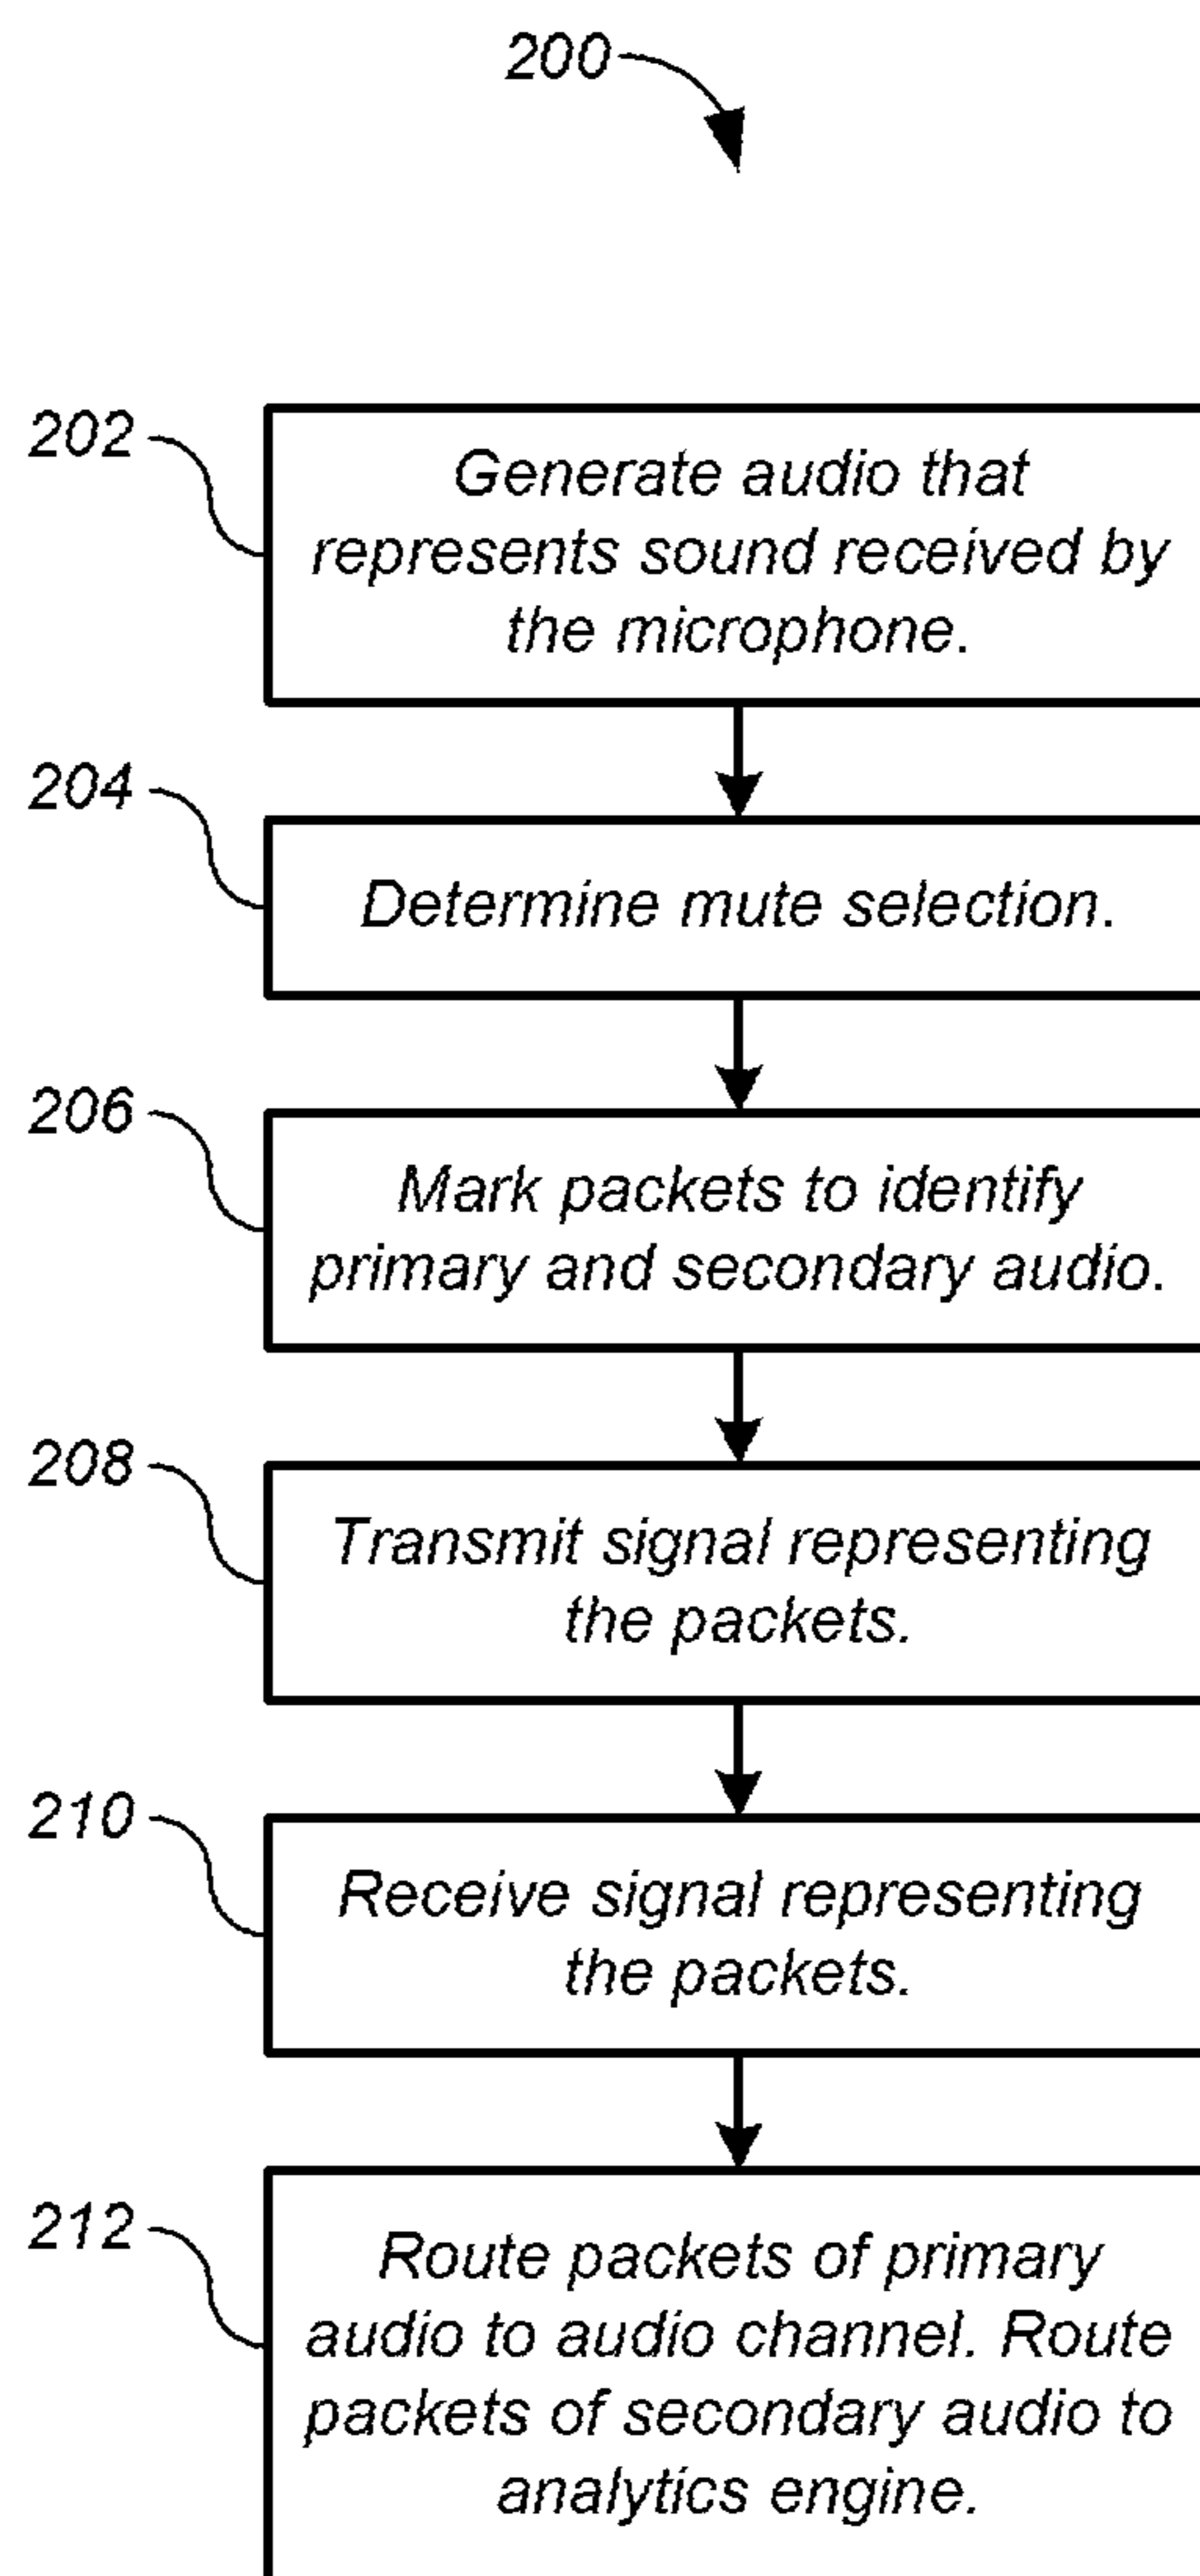 200
202
Generate audio that
represents sound received by
the microphone.
204
Determine mute selection.
206
Mark packets to identify
primary and secondary audio.
208
Transmit signal representing
the packets.
210
Receive signal representing
the packets.
212
Route packets of primary
audio to audio channel. Route
packets of secondary audio to
analytics engine.